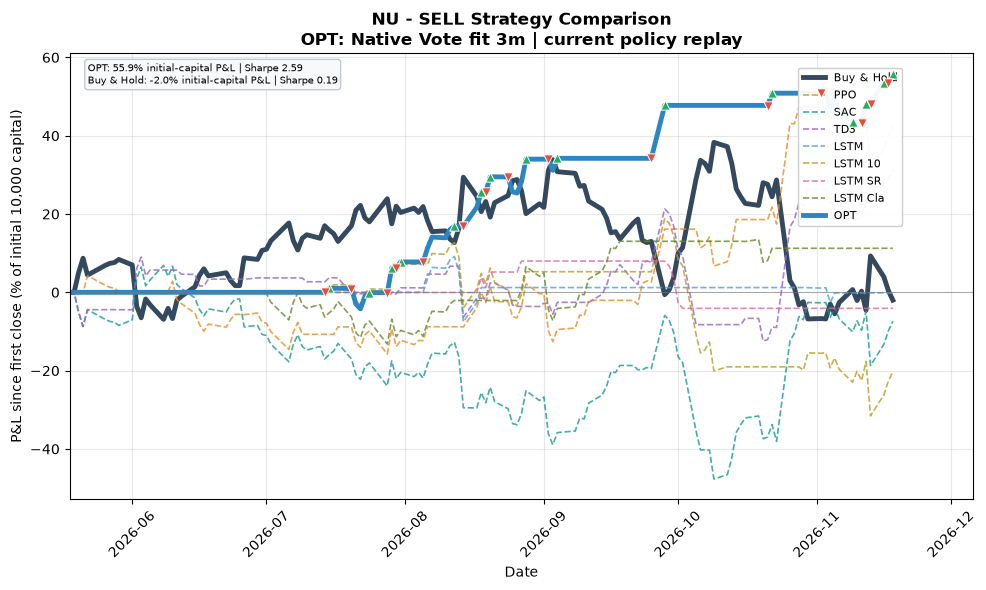 NU - SELL Strategy Comparison
OPT: Native Vote fit 3m | current policy replay
OPT: 55.9% initial-capital P&L | Sharpe 2.59
Buy & Hold: -2.0% initial-capital P&L | Sharpe 0.19
Buy & Hold
PPO
SAC
TD3
LSTM
LSTM 10
LSTM SR
LSTM Cla
OPT
P&L since first close (% of initial 10,000 capital)
60
40
20
0
−20
−40
2026-06
2026-07
2026-08
2026-09
2026-10
2026-11
2026-12
Date